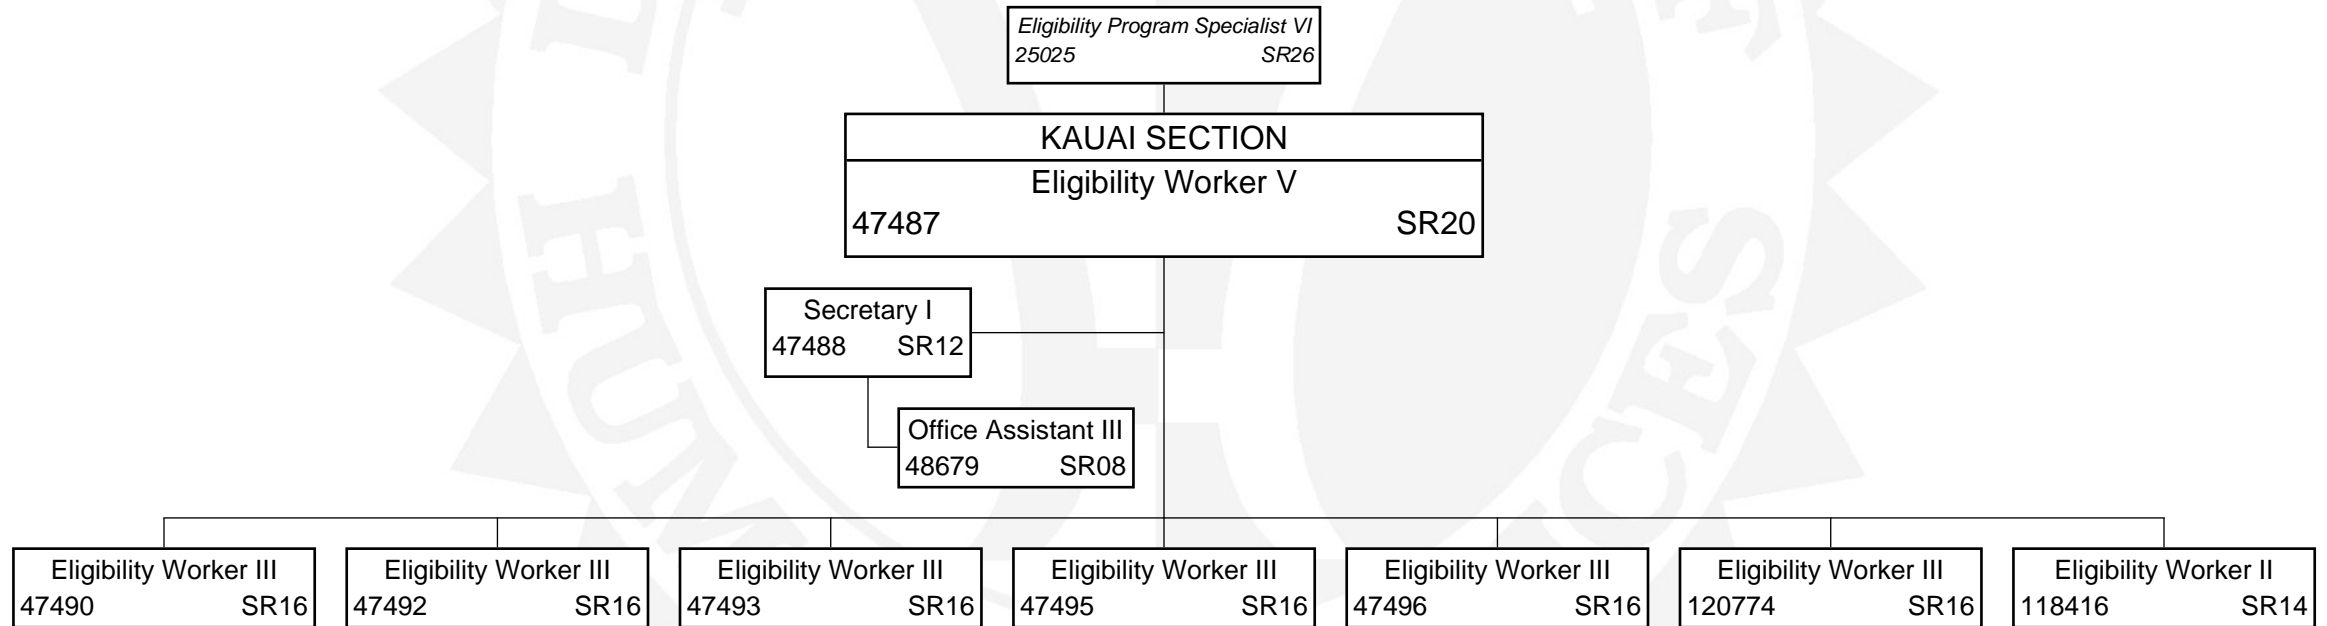 Eligibility Program Specialist VI
25025 SR26
KAUAI SECTION
Eligibility Worker V
47487 SR20
Secretary I
47488 SR12
Office Assistant III
48679 SR08
Eligibility Worker III
47490 SR16
Eligibility Worker III
47492 SR16
Eligibility Worker III
47493 SR16
Eligibility Worker III
47495 SR16
Eligibility Worker III
47496 SR16
Eligibility Worker III
120774 SR16
Eligibility Worker II
118416 SR14